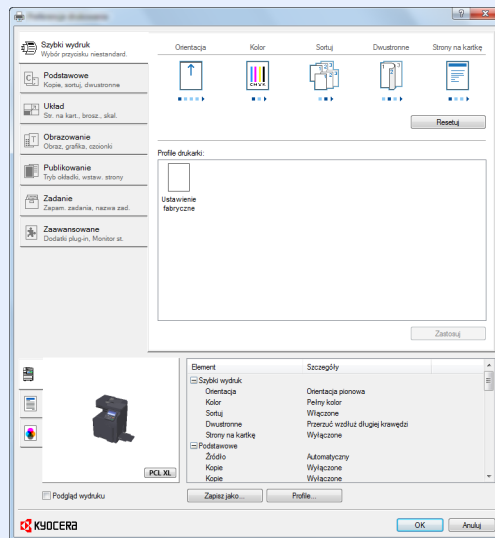 Szybki wydruk
Wybór przycisku niestandard.
Podstawowe
Kopie, sortuj, dwustronne
Układ
Str. na kart., brosz., skal.
Obrazowanie
Obraz, grafika, czcionki
Publikowanie
Tryb okładki, wstaw. strony
Zadanie
Zapam. zadania, nazwa zad.
Zaawansowane
Dodatki plug-in, Monitor st.
Orientacja Kolor Sortuj Dwustronne Strony na kartkę
CMYK
Resetuj
Profile drukarki:
Ustawienie
fabryczne
Zastosuj
PCL XL
Podgląd wydruku
Element Szczegóły
Szybki wydruk
Orientacja Orientacja pionowa
Kolor Pełny kolor
Sortuj Włączone
Dwustronne Przerzuć wzdłuż długiej krawędzi
Strony na kartkę Wyłączone
Podstawowe
Źródło Automatyczny
Kopie Wyłączone
Kopie Wyłączone
Zapisz jako... Profile...
KYOCERA
OK Anuluj